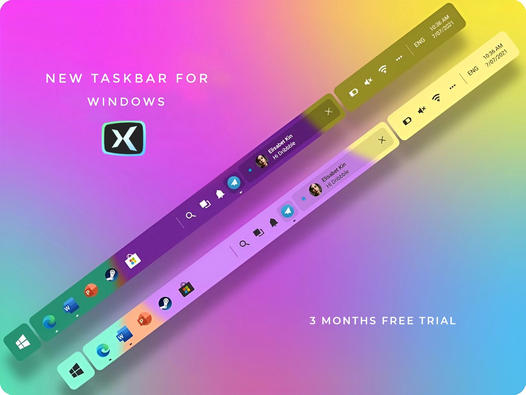 NEW TASKBAR FOR
WINDOWS
X
10:36 AM
7/07/2021
ENG
Elisabet Kin
Hi Dribbble
10:36 AM
7/07/2021
ENG
Elisabet Kin
Hi Dribbble
3 MONTHS FREE TRIAL